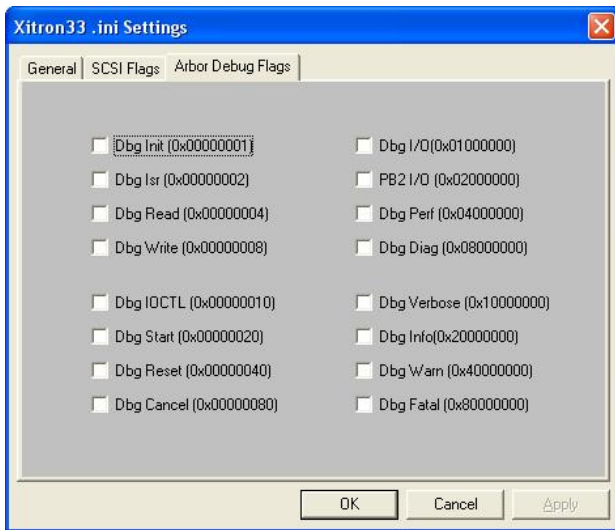 Xitron33 .ini Settings
General SCSI Flags Arbor Debug Flags
Dbg Init (0x00000001)
Dbg Isr (0x00000002)
Dbg Read (0x00000004)
Dbg Write (0x00000008)
Dbg IOCTL (0x00000010)
Dbg Start (0x00000020)
Dbg Reset (0x00000040)
Dbg Cancel (0x00000080)
Dbg I/O(0x01000000)
PB2 I/O (0x02000000)
Dbg Perf (0x04000000)
Dbg Diag (0x08000000)
Dbg Verbose (0x10000000)
Dbg Info(0x20000000)
Dbg Warn (0x40000000)
Dbg Fatal (0x80000000)
OK Cancel Apply